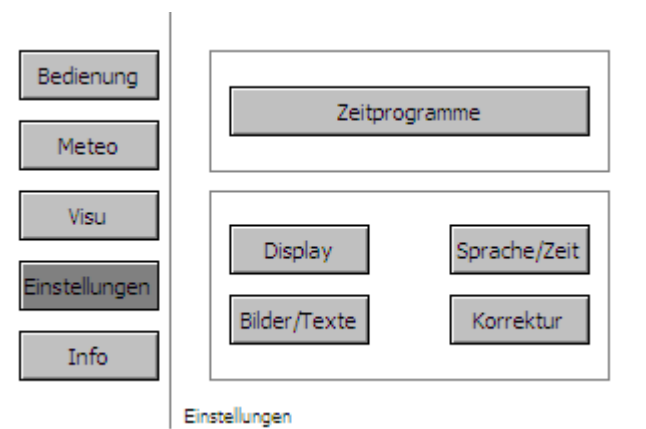 Bedienung
Meteo
Visu
Einstellungen
Info
Zeitprogramme
Display
Sprache/Zeit
Bilder/Texte
Korrektur
Einstellungen